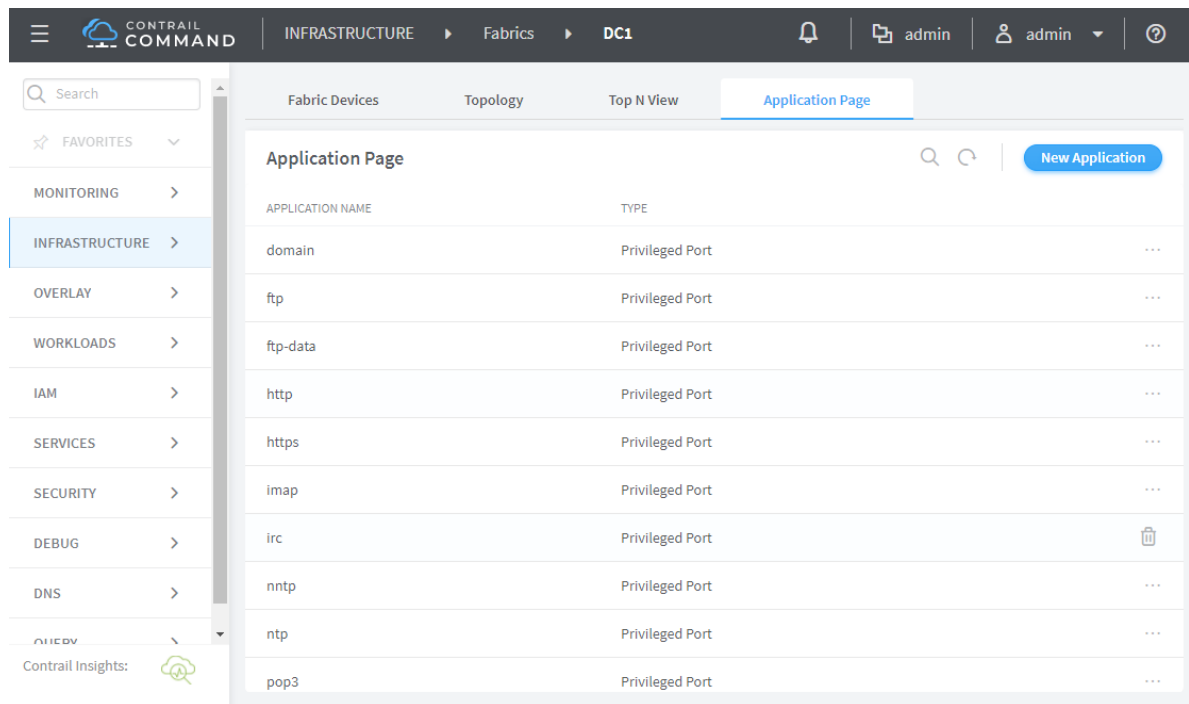 CONTRAIL
COMMAND
INFRASTRUCTURE Fabrics DC1
admin admin
Search
FAVORITES
MONITORING
INFRASTRUCTURE
OVERLAY
WORKLOADS
IAM
SERVICES
SECURITY
DEBUG
DNS
QUERY
Contrail Insights:
Fabric Devices Topology Top N View Application Page
Application Page New Application
APPLICATION NAME TYPE
domain Privileged Port
ftp Privileged Port
ftp-data Privileged Port
http Privileged Port
https Privileged Port
imap Privileged Port
irc Privileged Port
nntp Privileged Port
ntp Privileged Port
pop3 Privileged Port